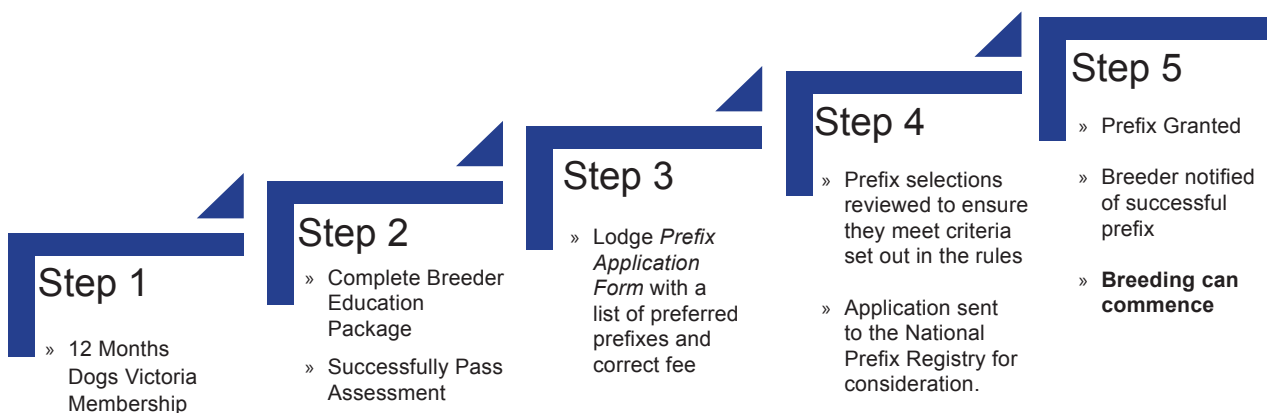 Step 1
» 12 Months
Dogs Victoria
Membership
Step 2
» Complete Breeder
Education
Package
» Successfully Pass
Assessment
Step 3
» Lodge Prefix
Application
Form with a
list of preferred
prefixes and
correct fee
Step 4
» Prefix selections
reviewed to ensure
they meet criteria
set out in the rules
» Application sent
to the National
Prefix Registry for
consideration.
Step 5
» Prefix Granted
» Breeder notified
of successful
prefix
» Breeding can
commence